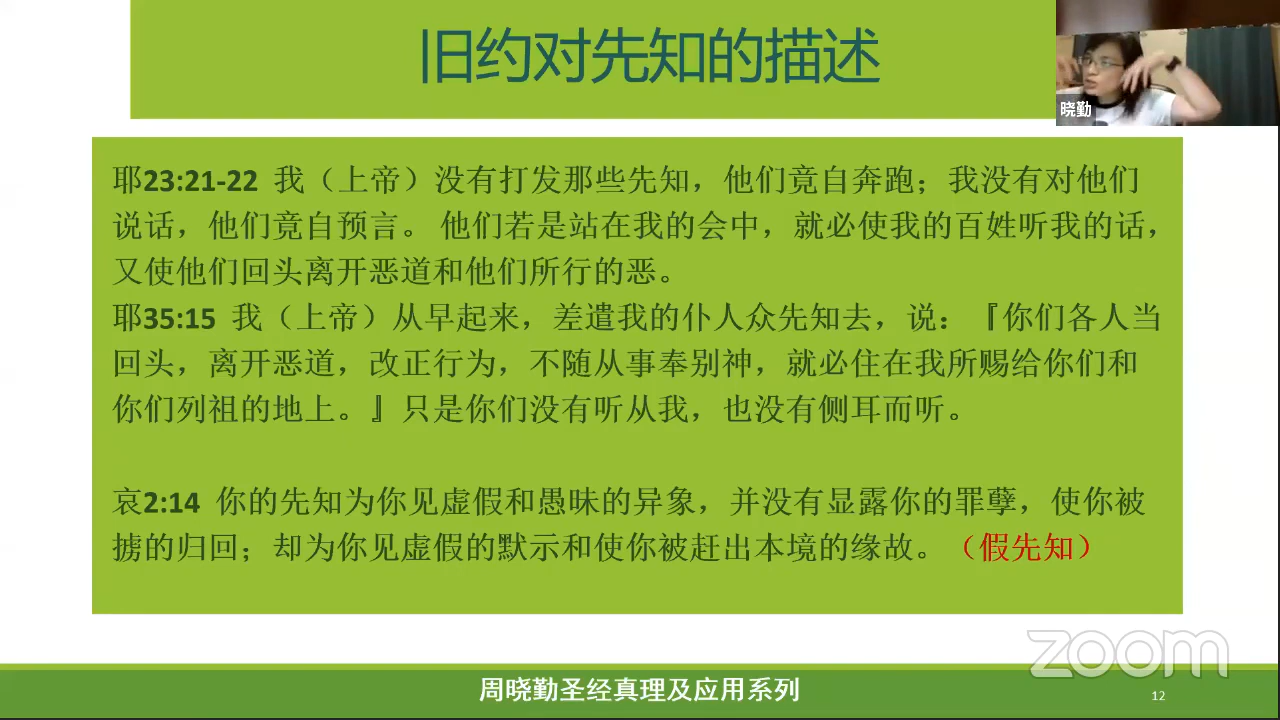 旧约对先知的描述
晓勤
耶23:21-22 我（上帝）没有打发那些先知，他们竟自奔跑；我没有对他们
说话，他们竟自预言。 他们若是站在我的会中，就必使我的百姓听我的话，
又使他们回头离开恶道和他们所行的恶。
耶35:15 我（上帝）从早起来，差遣我的仆人众先知去，说：『你们各人当
回头，离开恶道，改正行为，不随从事奉别神，就必住在我所赐给你们和
你们列祖的地上。』只是你们没有听从我，也没有侧耳而听。
哀2:14 你的先知为你见虚假和愚昧的异象，并没有显露你的罪孽，使你被
掳的归回；却为你见虚假的默示和使你被赶出本境的缘故。（假先知）
zoom
周晓勤圣经真理及应用系列
12